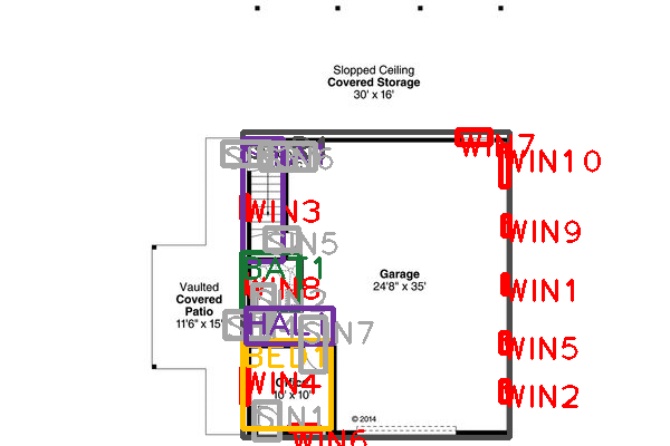 Slopped Ceiling
Covered Storage
30' x 16'
WIN7
WIN10
WIN3
WIN9
SIN5
BAT1
Garage
24'8" x 35'
Vaulted
Covered
Patio
11'6" x 15'
WIN8
WIN1
HAL
SIN7
WIN5
BED1
WIN4
10' x 10'
WIN2
SIN1
© 2014
WIN6